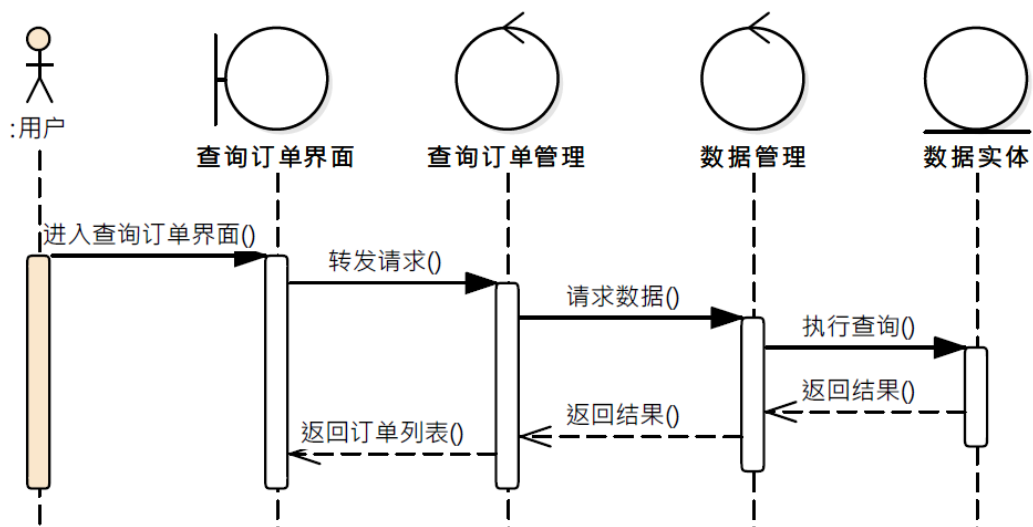 :用户
查询订单界面
查询订单管理
数据管理
数据实体
进入查询订单界面()
转发请求()
请求数据()
执行查询()
返回结果()
返回结果()
返回订单列表()